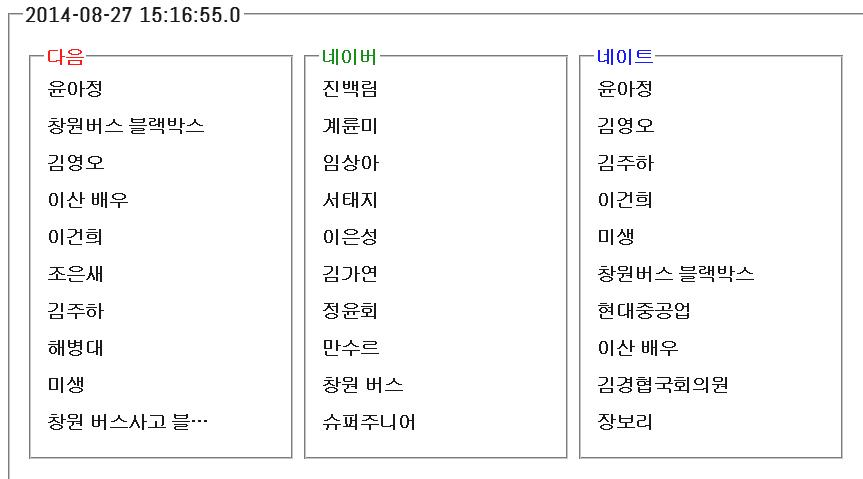 2014-08-27 15:16:55.0
다음
윤아정
창원버스 블랙박스
김영오
이산 배우
이건희
조은새
김주하
해병대
미생
창원 버스사고 블…
네이버
진백림
계륜미
임상아
서태지
이은성
김가연
정윤회
만수르
창원 버스
슈퍼주니어
네이트
윤아정
김영오
김주하
이건희
미생
창원버스 블랙박스
현대중공업
이산 배우
김경협국회의원
장보리